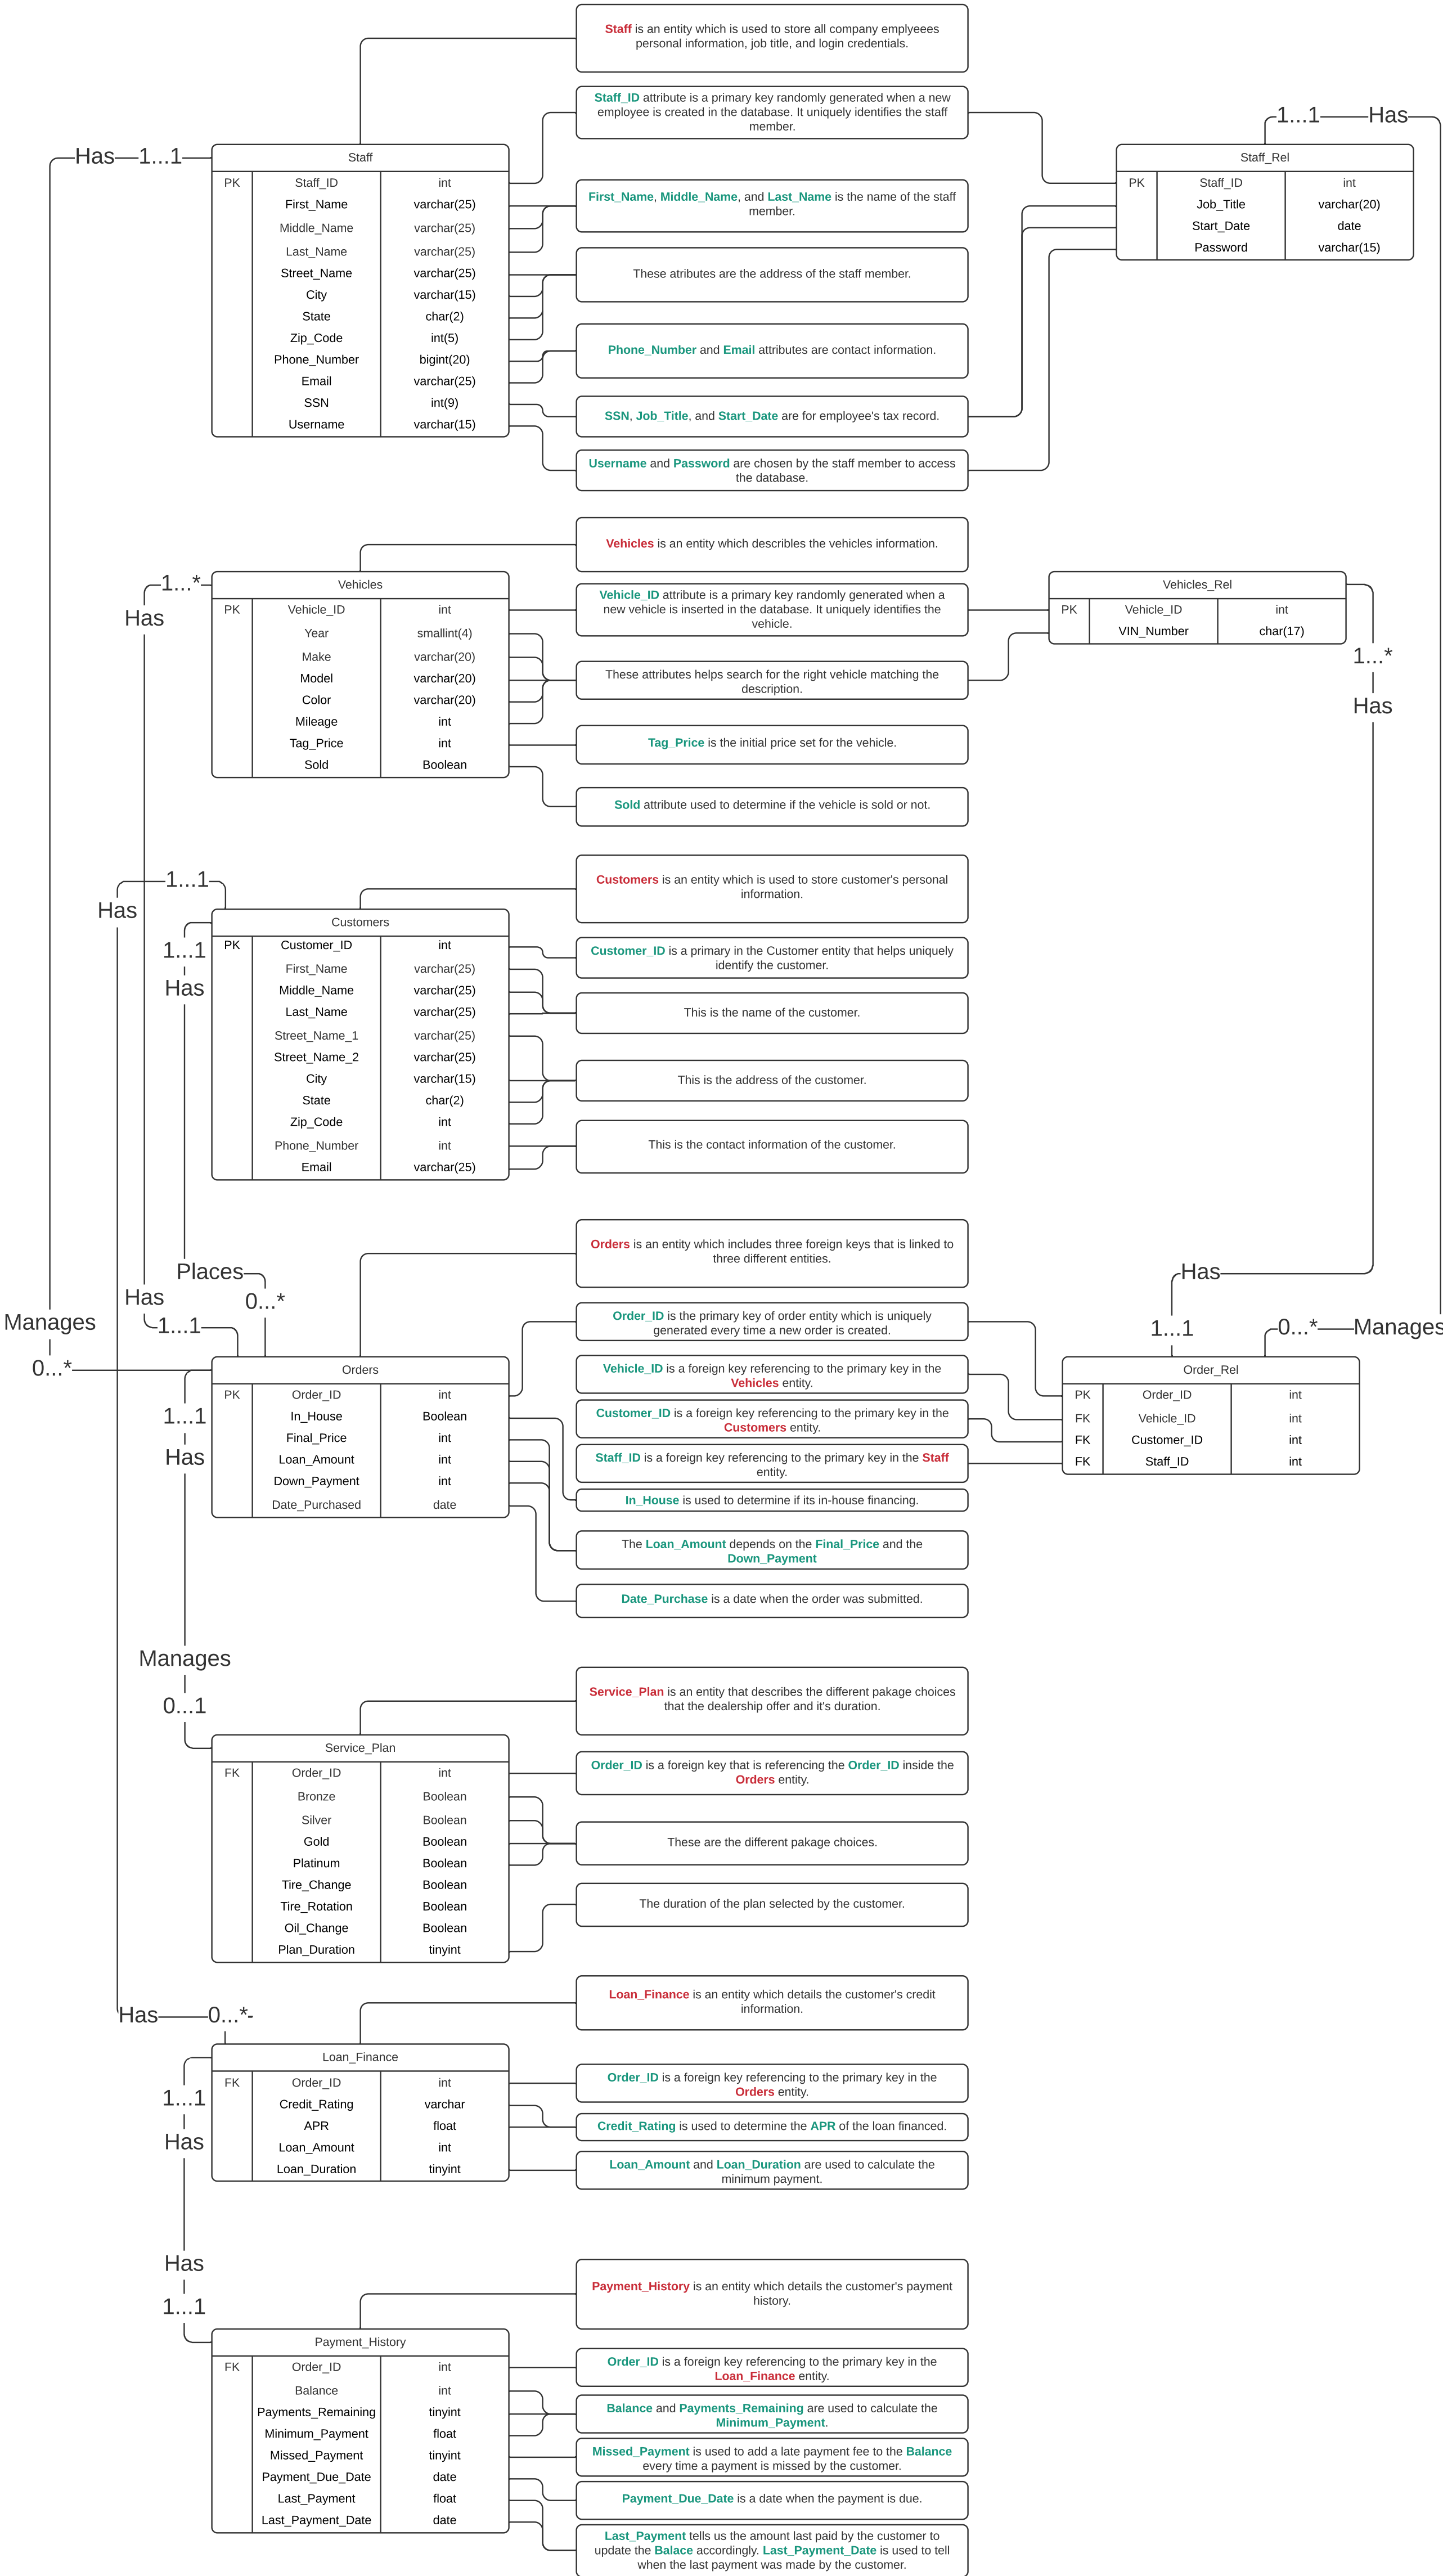 Staff is an entity which is used to store all company emplyeees
personal information, job title, and login credentials.
Staff_ID attribute is a primary key randomly generated when a new
employee is created in the database. It uniquely identifies the staff
member.
1...1 Has
Has 1...1
Staff
PK Staff_ID int
First_Name varchar(25)
Middle_Name varchar(25)
Last_Name varchar(25)
Street_Name varchar(25)
City varchar(15)
State char(2)
Zip_Code int(5)
Phone_Number bigint(20)
Email varchar(25)
SSN int(9)
Username varchar(15)
First_Name, Middle_Name, and Last_Name is the name of the staff
member.
These atributes are the address of the staff member.
Phone_Number and Email attributes are contact information.
SSN, Job_Title, and Start_Date are for employee's tax record.
Username and Password are chosen by the staff member to access
the database.
Staff_Rel
PK Staff_ID int
Job_Title varchar(20)
Start_Date date
Password varchar(15)
1...*
Has
Vehicles
PK Vehicle_ID int
Year smallint(4)
Make varchar(20)
Model varchar(20)
Color varchar(20)
Mileage int
Tag_Price int
Sold Boolean
Vehicles is an entity which describles the vehicles information.
Vehicle_ID attribute is a primary key randomly generated when a
new vehicle is inserted in the database. It uniquely identifies the
vehicle.
These attributes helps search for the right vehicle matching the
description.
Tag_Price is the initial price set for the vehicle.
Sold attribute used to determine if the vehicle is sold or not.
Vehicles_Rel
PK Vehicle_ID int
VIN_Number char(17)
1...*
Has
1...1
Has
1...1
Has
Customers
PK Customer_ID int
First_Name varchar(25)
Middle_Name varchar(25)
Last_Name varchar(25)
Street_Name_1 varchar(25)
Street_Name_2 varchar(25)
City varchar(15)
State char(2)
Zip_Code int
Phone_Number int
Email varchar(25)
Customers is an entity which is used to store customer's personal
information.
Customer_ID is a primary in the Customer entity that helps uniquely
identify the customer.
This is the name of the customer.
This is the address of the customer.
This is the contact information of the customer.
Places
0...*
Has
1...1
Manages
0...*
Orders
PK Order_ID int
In_House Boolean
Final_Price int
Loan_Amount int
Down_Payment int
Date_Purchased date
Orders is an entity which includes three foreign keys that is linked to
three different entities.
Order_ID is the primary key of order entity which is uniquely
generated every time a new order is created.
Vehicle_ID is a foreign key referencing to the primary key in the
Vehicles entity.
Customer_ID is a foreign key referencing to the primary key in the
Customers entity.
Staff_ID is a foreign key referencing to the primary key in the Staff
entity.
In_House is used to determine if its in-house financing.
The Loan_Amount depends on the Final_Price and the
Down_Payment
Date_Purchase is a date when the order was submitted.
Has
1...1
0...* Manages
Order_Rel
PK Order_ID int
FK Vehicle_ID int
FK Customer_ID int
FK Staff_ID int
1...1
Has
Manages
0...1
Service_Plan
FK Order_ID int
Bronze Boolean
Silver Boolean
Gold Boolean
Platinum Boolean
Tire_Change Boolean
Tire_Rotation Boolean
Oil_Change Boolean
Plan_Duration tinyint
Service_Plan is an entity that describes the different pakage choices
that the dealership offer and it's duration.
Order_ID is a foreign key that is referencing the Order_ID inside the
Orders entity.
These are the different pakage choices.
The duration of the plan selected by the customer.
Has 0...*-
Loan_Finance
FK Order_ID int
Credit_Rating varchar
APR float
Loan_Amount int
Loan_Duration tinyint
Loan_Finance is an entity which details the customer's credit
information.
Order_ID is a foreign key referencing to the primary key in the
Orders entity.
Credit_Rating is used to determine the APR of the loan financed.
Loan_Amount and Loan_Duration are used to calculate the
minimum payment.
1...1
Has
Has
1...1
Payment_History
FK Order_ID int
Balance int
Payments_Remaining tinyint
Minimum_Payment float
Missed_Payment tinyint
Payment_Due_Date date
Last_Payment float
Last_Payment_Date date
Payment_History is an entity which details the customer's payment
history.
Order_ID is a foreign key referencing to the primary key in the
Loan_Finance entity.
Balance and Payments_Remaining are used to calculate the
Minimum_Payment.
Missed_Payment is used to add a late payment fee to the Balance
every time a payment is missed by the customer.
Payment_Due_Date is a date when the payment is due.
Last_Payment tells us the amount last paid by the customer to
update the Balace accordingly. Last_Payment_Date is used to tell
when the last payment was made by the customer.